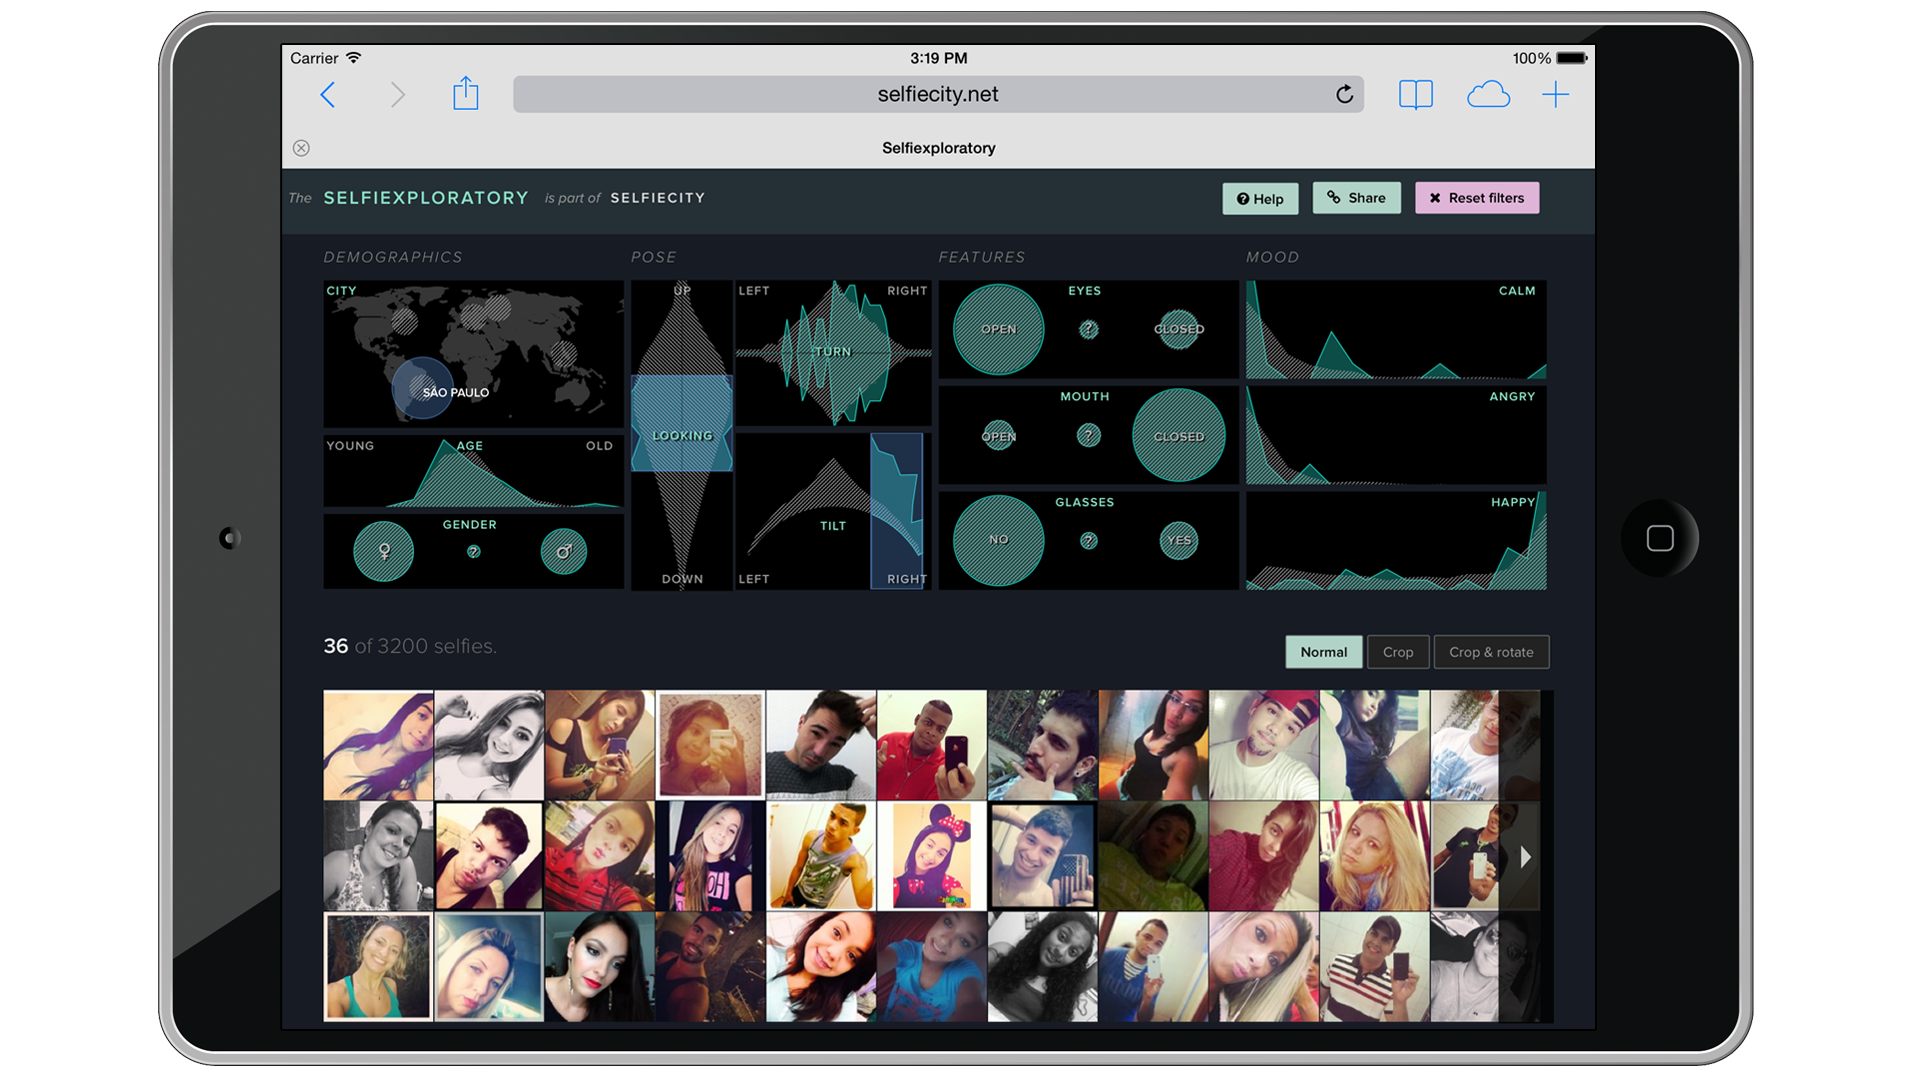 Carrier
3:19 PM
100%
selfiecity.net
Selfiexploratory
The SELFIEXPLORATORY is part of SELFIECITY
Help
Share
Reset filters
DEMOGRAPHICS
POSE
FEATURES
MOOD
CITY
SÃO PAULO
YOUNG
AGE
OLD
GENDER
♀
?
♂
UP
LOOKING
DOWN
LEFT
RIGHT
TURN
TILT
LEFT
RIGHT
EYES
OPEN
?
CLOSED
MOUTH
OPEN
?
CLOSED
GLASSES
NO
?
YES
CALM
ANGRY
HAPPY
36 of 3200 selfies.
Normal
Crop
Crop & rotate